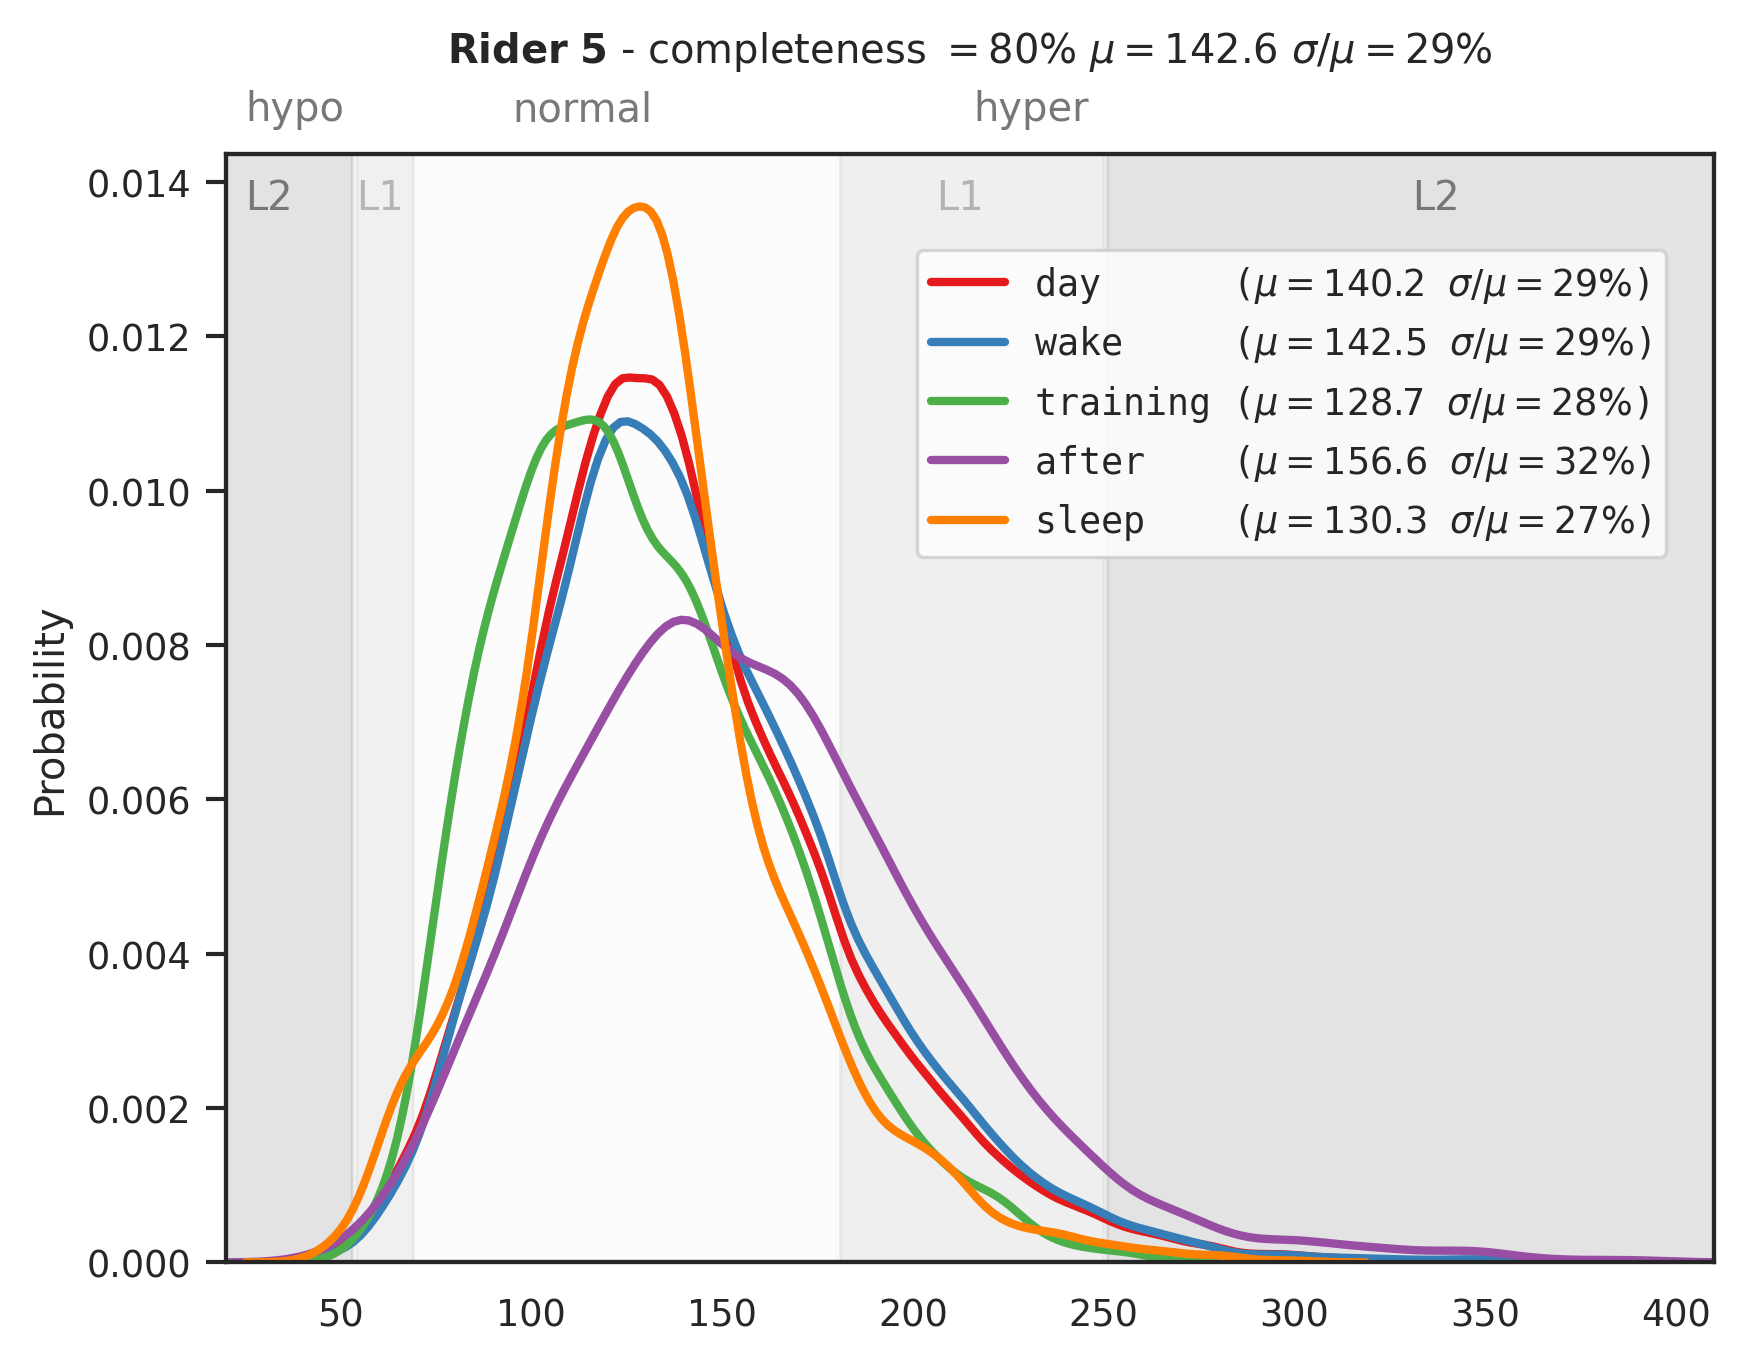 Rider 5 - completeness = 80% μ = 142.6 σ/μ = 29%
hypo normal hyper
L2 L1 L1 L2
0.014
0.012
0.010
0.008
0.006
0.004
0.002
0.000
Probability
day (μ = 140.2 σ/μ = 29%)
wake (μ = 142.5 σ/μ = 29%)
training (μ = 128.7 σ/μ = 28%)
after (μ = 156.6 σ/μ = 32%)
sleep (μ = 130.3 σ/μ = 27%)
50 100 150 200 250 300 350 400